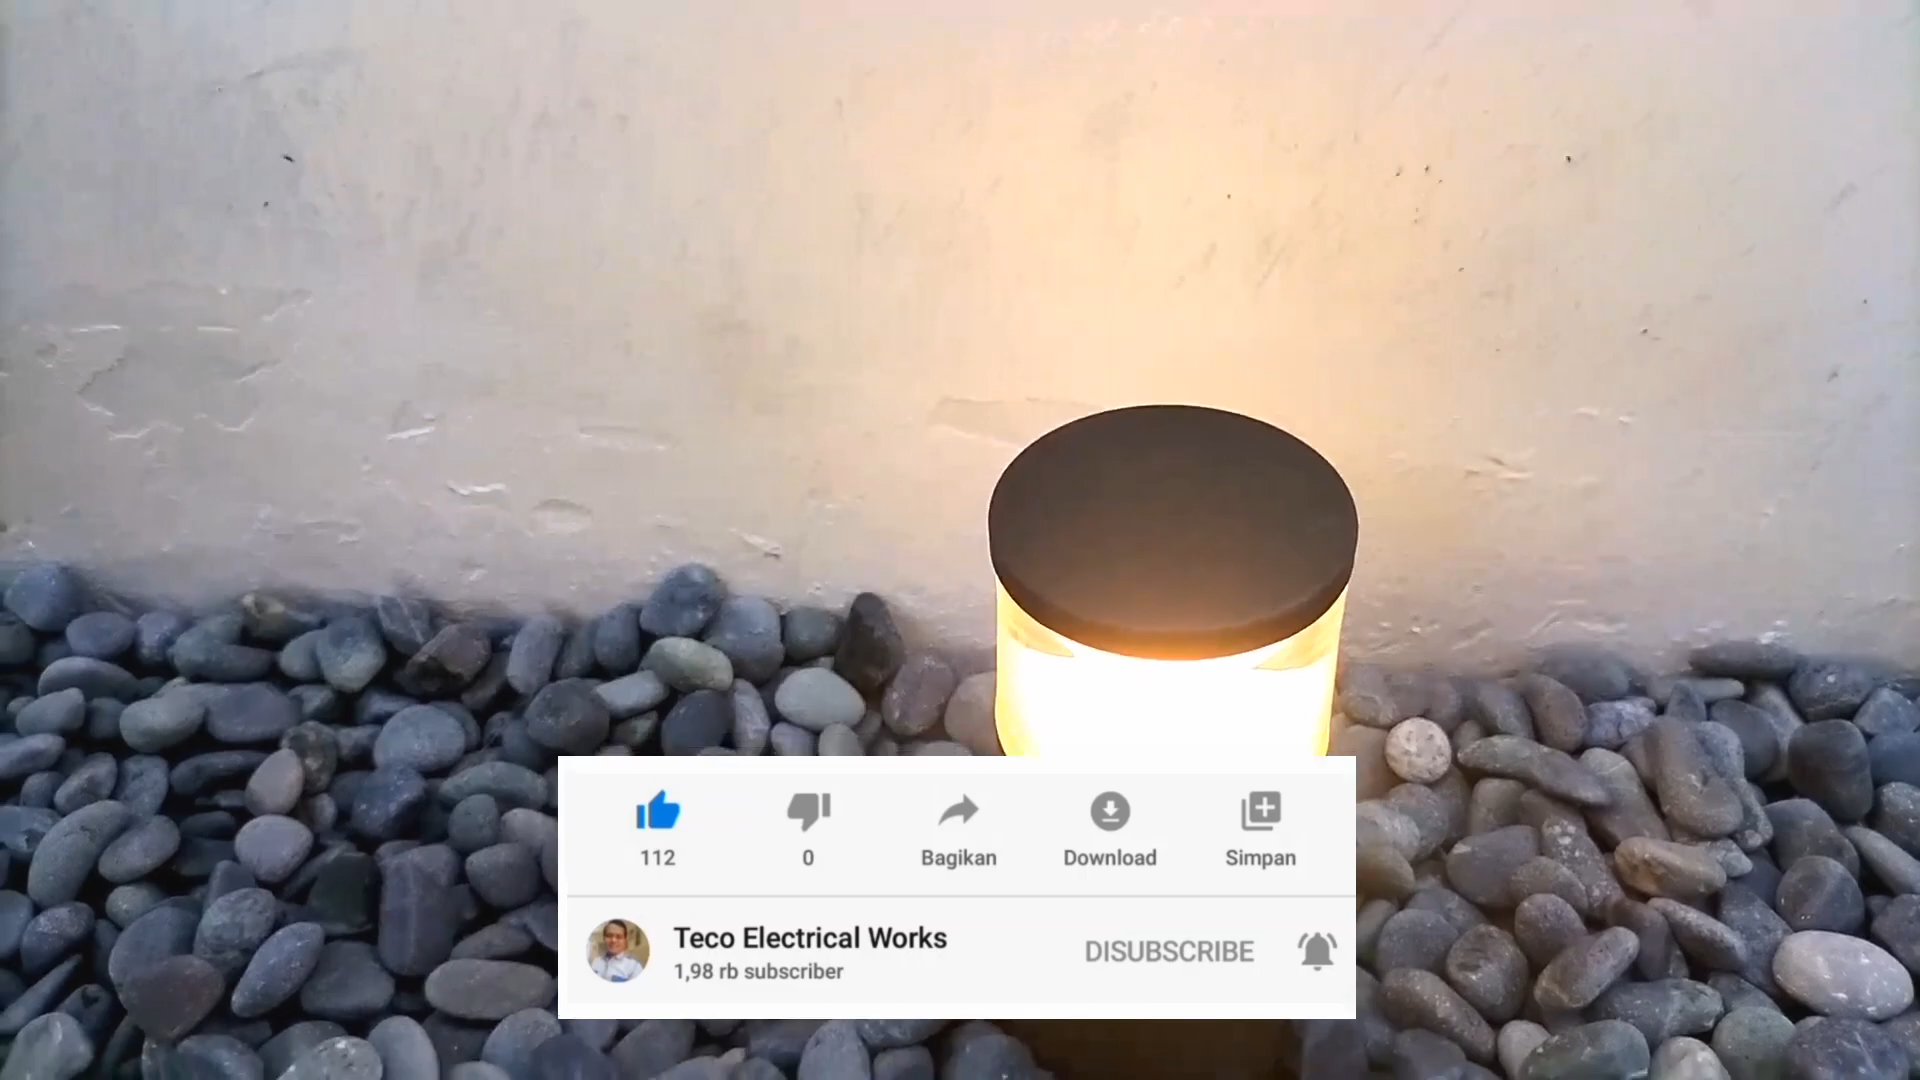 112
0
Bagikan
Download
Simpan
Teco Electrical Works
1,98 rb subscriber
DISUBSCRIBE